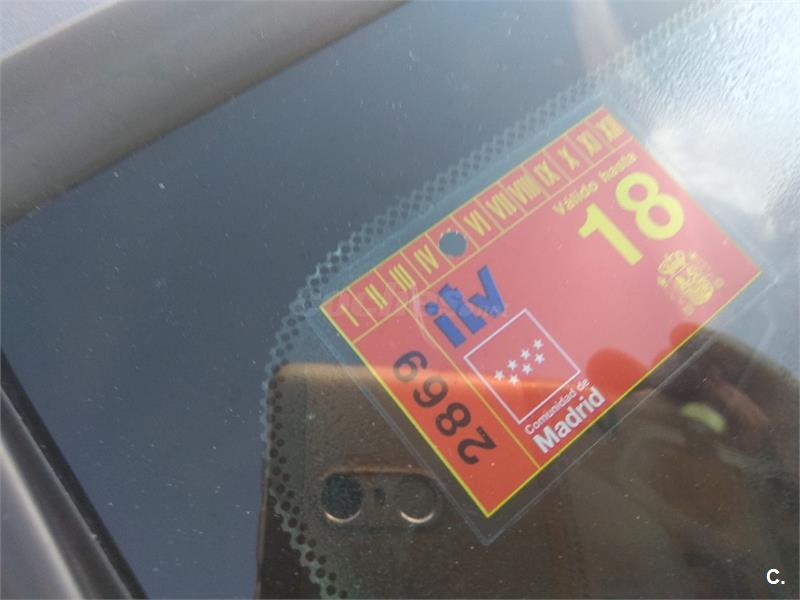 I II III IV VI VII VIII IX X XI XII
Válido hasta
18
itv
2869
Comunidad de
Madrid
C.